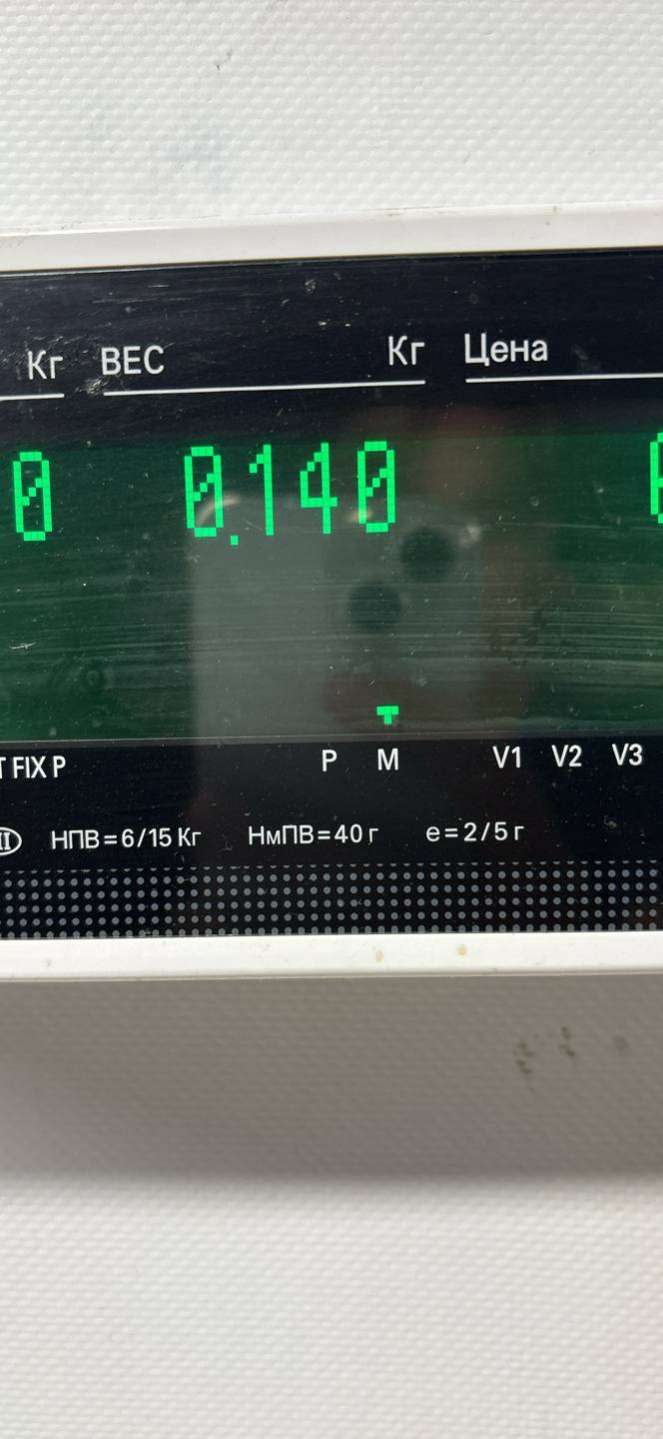 Кг ВЕС Кг Цена
0 0.140
T FIX P P M V1 V2 V3
II НПВ=6/15 Кг НмПВ=40 г e=2/5 г